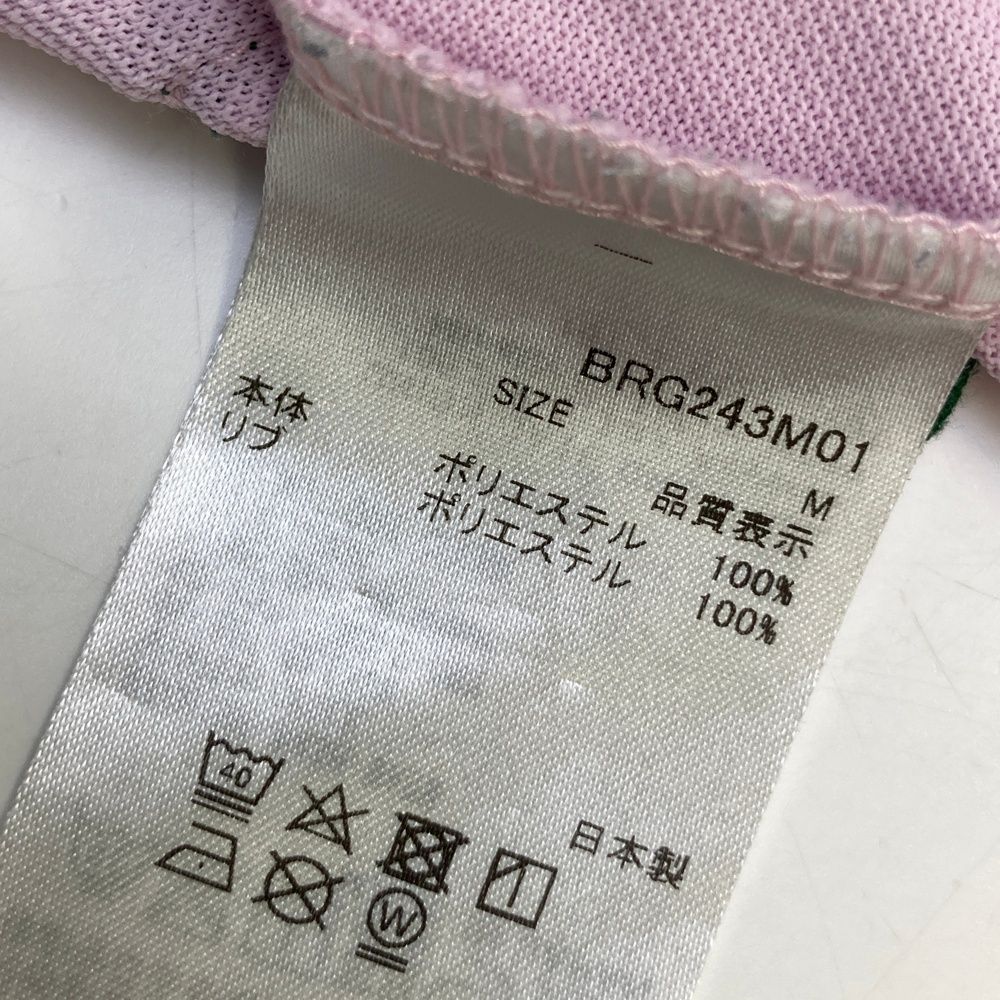 BRG243M01
SIZE M
品質表示
本体 ポリエステル 100%
リブ ポリエステル 100%
40
日本製
W